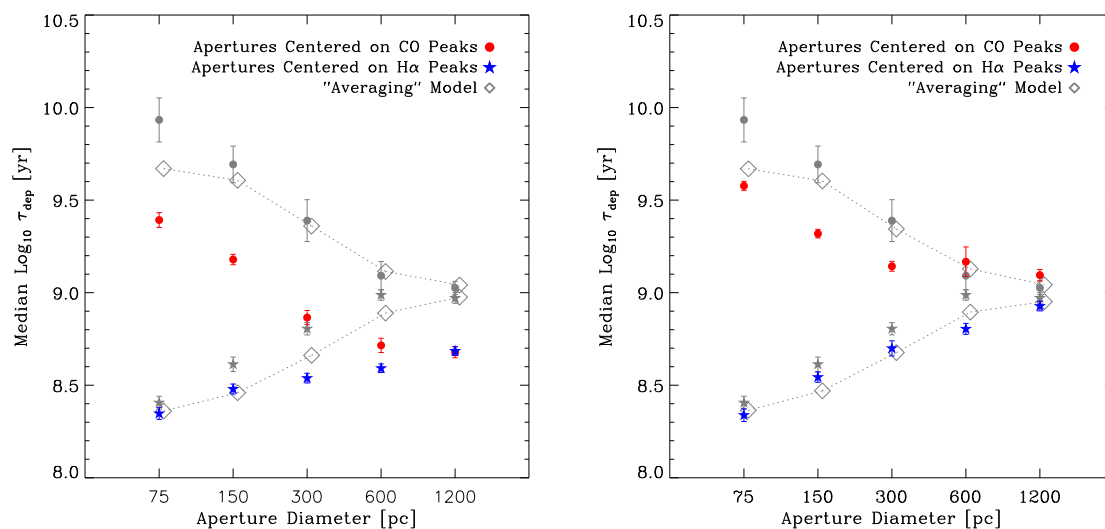 10.5
10.0
9.5
9.0
8.5
8.0
Median Log10 τdep [yr]
Apertures Centered on CO Peaks
Apertures Centered on Hα Peaks
"Averaging" Model
75 150 300 600 1200
Aperture Diameter [pc]
10.5
10.0
9.5
9.0
8.5
8.0
Median Log10 τdep [yr]
Apertures Centered on CO Peaks
Apertures Centered on Hα Peaks
"Averaging" Model
75 150 300 600 1200
Aperture Diameter [pc]